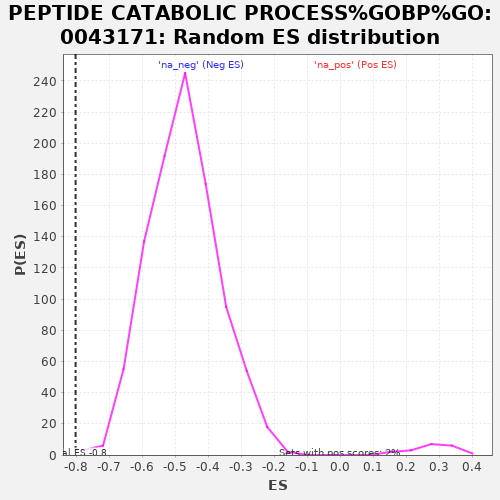 PEPTIDE CATABOLIC PROCESS%GOBP%GO:
0043171: Random ES distribution
'na_neg' (Neg ES)
'na_pos' (Pos ES)
240
220
200
180
160
140
120
100
80
60
40
20
0
P(ES)
al ES -0.8
Sets with pos scores: 2%
-0.8 -0.7 -0.6 -0.5 -0.4 -0.3 -0.2 -0.1 0.0 0.1 0.2 0.3 0.4
ES